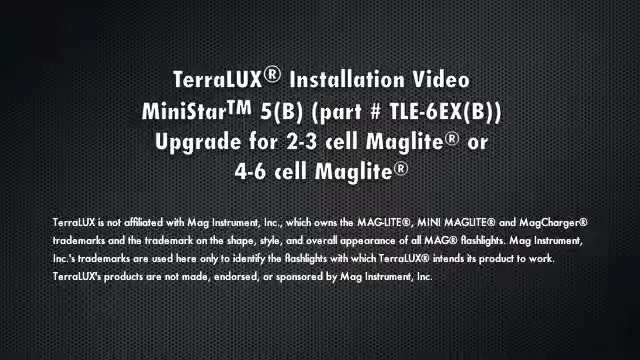 TerraLUX® Installation Video
MiniStar™ 5(B) (part # TLE-6EX(B))
Upgrade for 2-3 cell Maglite® or
4-6 cell Maglite®
TerraLUX is not affiliated with Mag Instrument, Inc., which owns the MAG-LITE®, MINI MAGLITE® and MagCharger®
trademarks and the trademark on the shape, style, and overall appearance of all MAG® flashlights. Mag Instrument,
Inc.'s trademarks are used here only to identify the flashlights with which TerraLUX® intends its product to work.
TerraLUX's products are not made, endorsed, or sponsored by Mag Instrument, Inc.